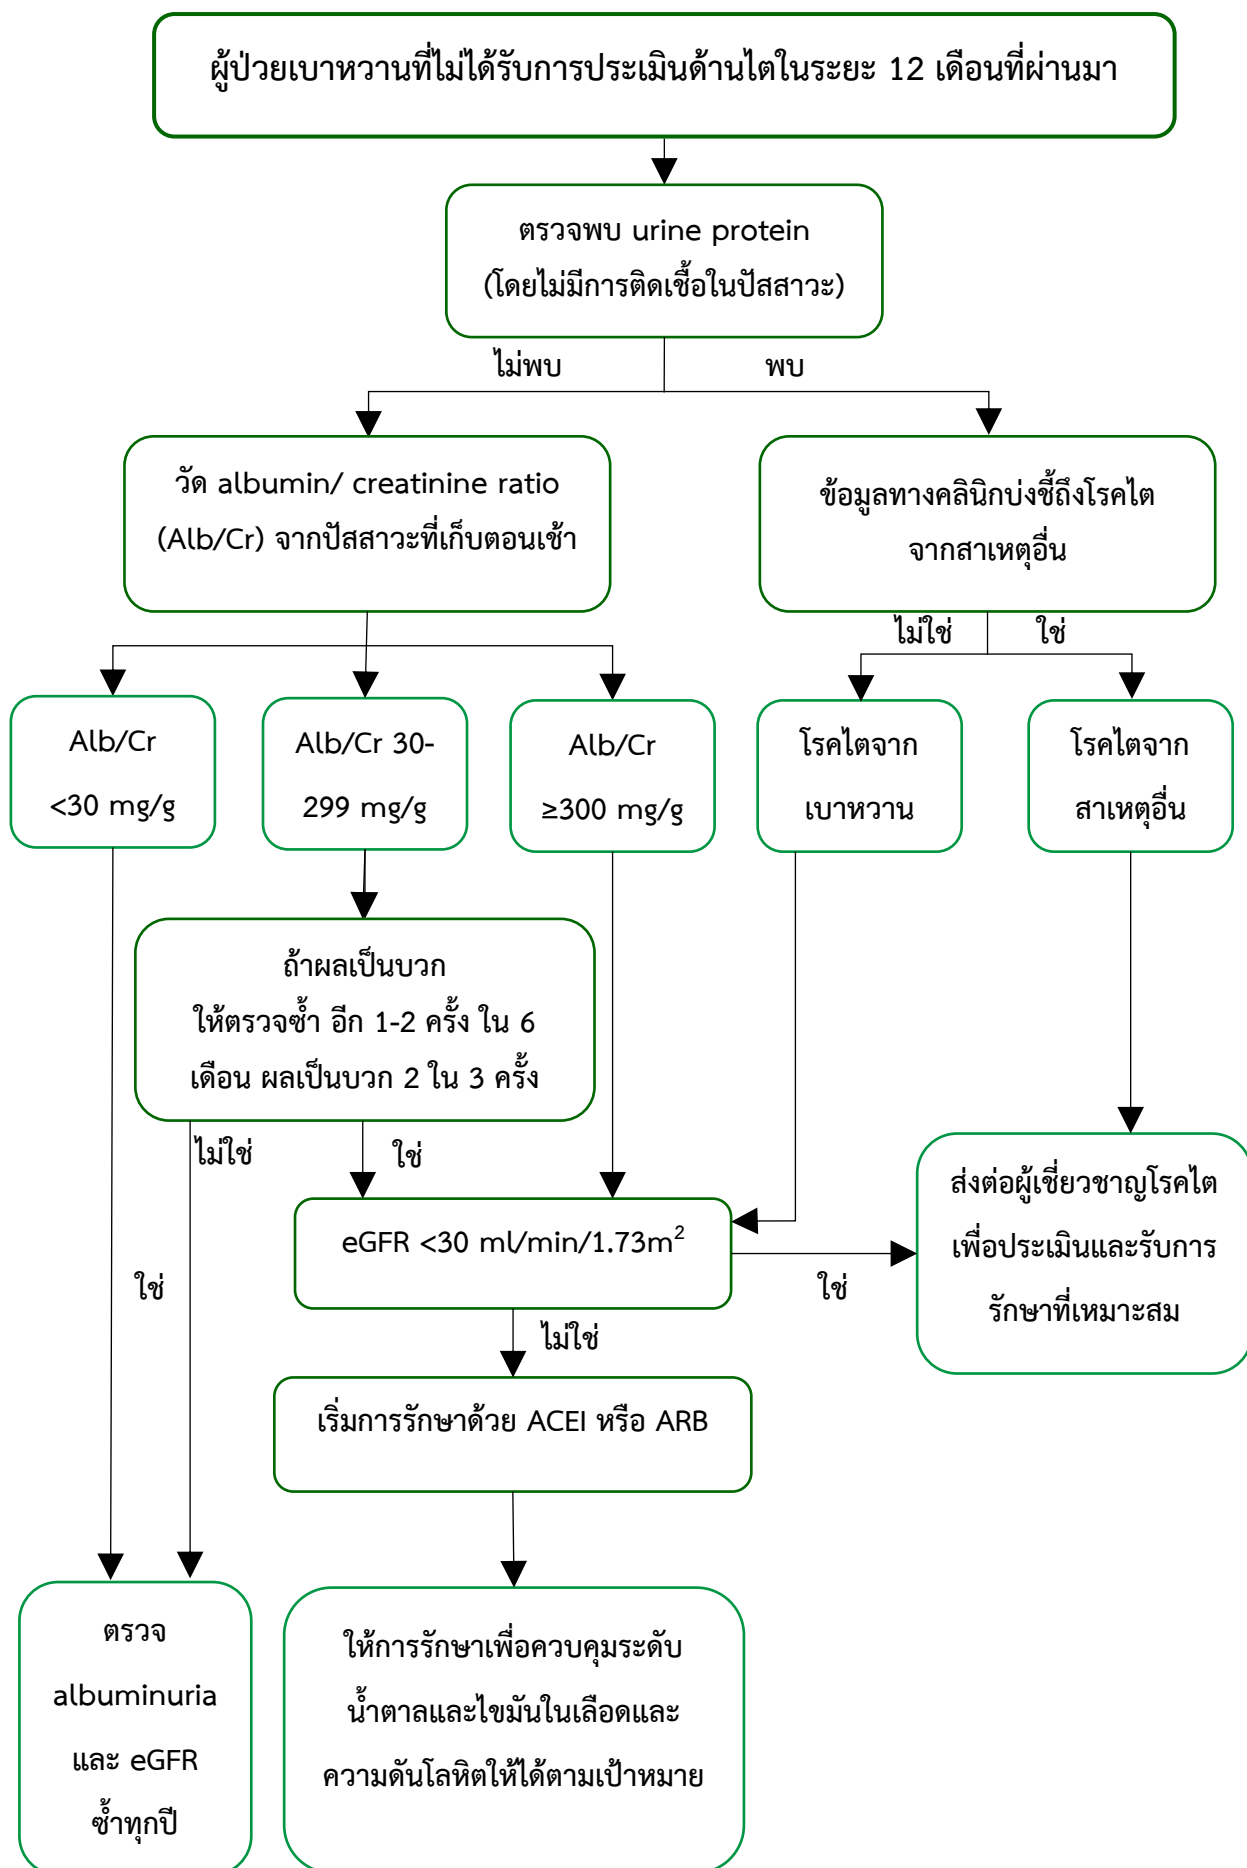 ผู้ป่วยเบาหวานที่ไม่ได้รับการประเมินด้านไตในระยะ 12 เดือนที่ผ่านมา
ตรวจพบ urine protein
(โดยไม่มีการติดเชื้อในปัสสาวะ)
ไม่พบ
พบ
วัด albumin/ creatinine ratio
(Alb/Cr) จากปัสสาวะที่เก็บตอนเช้า
ข้อมูลทางคลินิกบ่งชี้ถึงโรคไต
จากสาเหตุอื่น
ไม่ใช่
ใช่
Alb/Cr
<30 mg/g
Alb/Cr 30-
299 mg/g
Alb/Cr
≥300 mg/g
โรคไตจาก
เบาหวาน
โรคไตจาก
สาเหตุอื่น
ถ้าผลเป็นบวก
ให้ตรวจซ้ำ อีก 1-2 ครั้ง ใน 6
เดือน ผลเป็นบวก 2 ใน 3 ครั้ง
ไม่ใช่
ใช่
eGFR <30 ml/min/1.73m²
ใช่
ใช่
ส่งต่อผู้เชี่ยวชาญโรคไต
เพื่อประเมินและรับการ
รักษาที่เหมาะสม
ไม่ใช่
เริ่มการรักษาด้วย ACEI หรือ ARB
ตรวจ
albuminuria
และ eGFR
ซ้ำทุกปี
ให้การรักษาเพื่อควบคุมระดับ
น้ำตาลและไขมันในเลือดและ
ความดันโลหิตให้ได้ตามเป้าหมาย